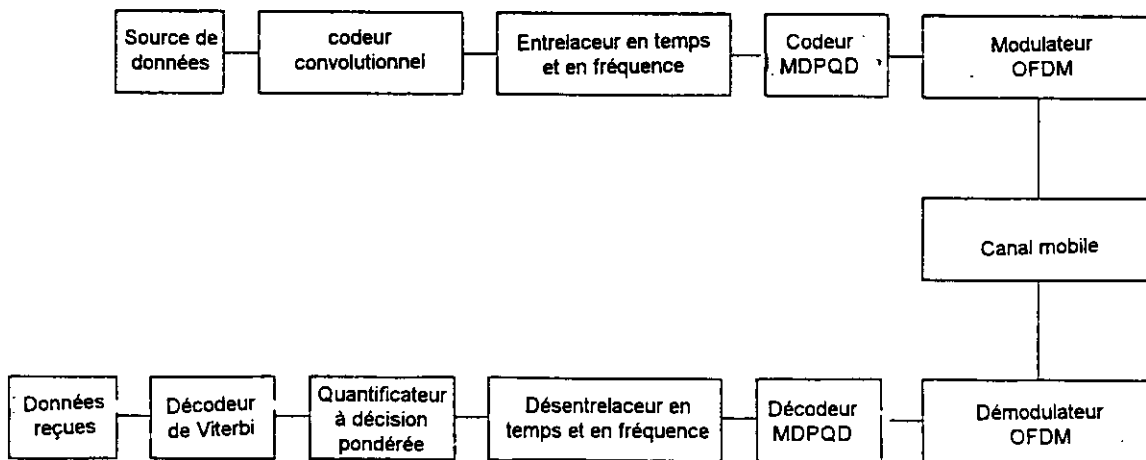 Source de
données
codeur
convolutionnel
Entrelaceur en temps
et en fréquence
Codeur
MDPQD
Modulateur
OFDM
Canal mobile
Données
reçues
Décodeur
de Viterbi
Quantificateur
à décision
pondérée
Désentrelaceur en
temps et en fréquence
Décodeur
MDPQD
Démodulateur
OFDM